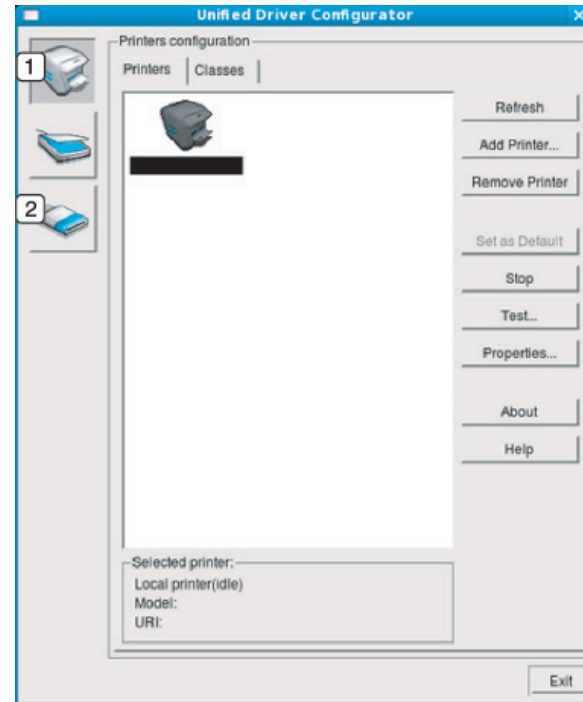 Unified Driver Configurator
Printers configuration
1
Printers Classes
Refresh
Add Printer...
Remove Printer
2
Set as Default
Stop
Test...
Properties...
About
Help
Selected printer:
Local printer(idle)
Model:
URI:
Exit